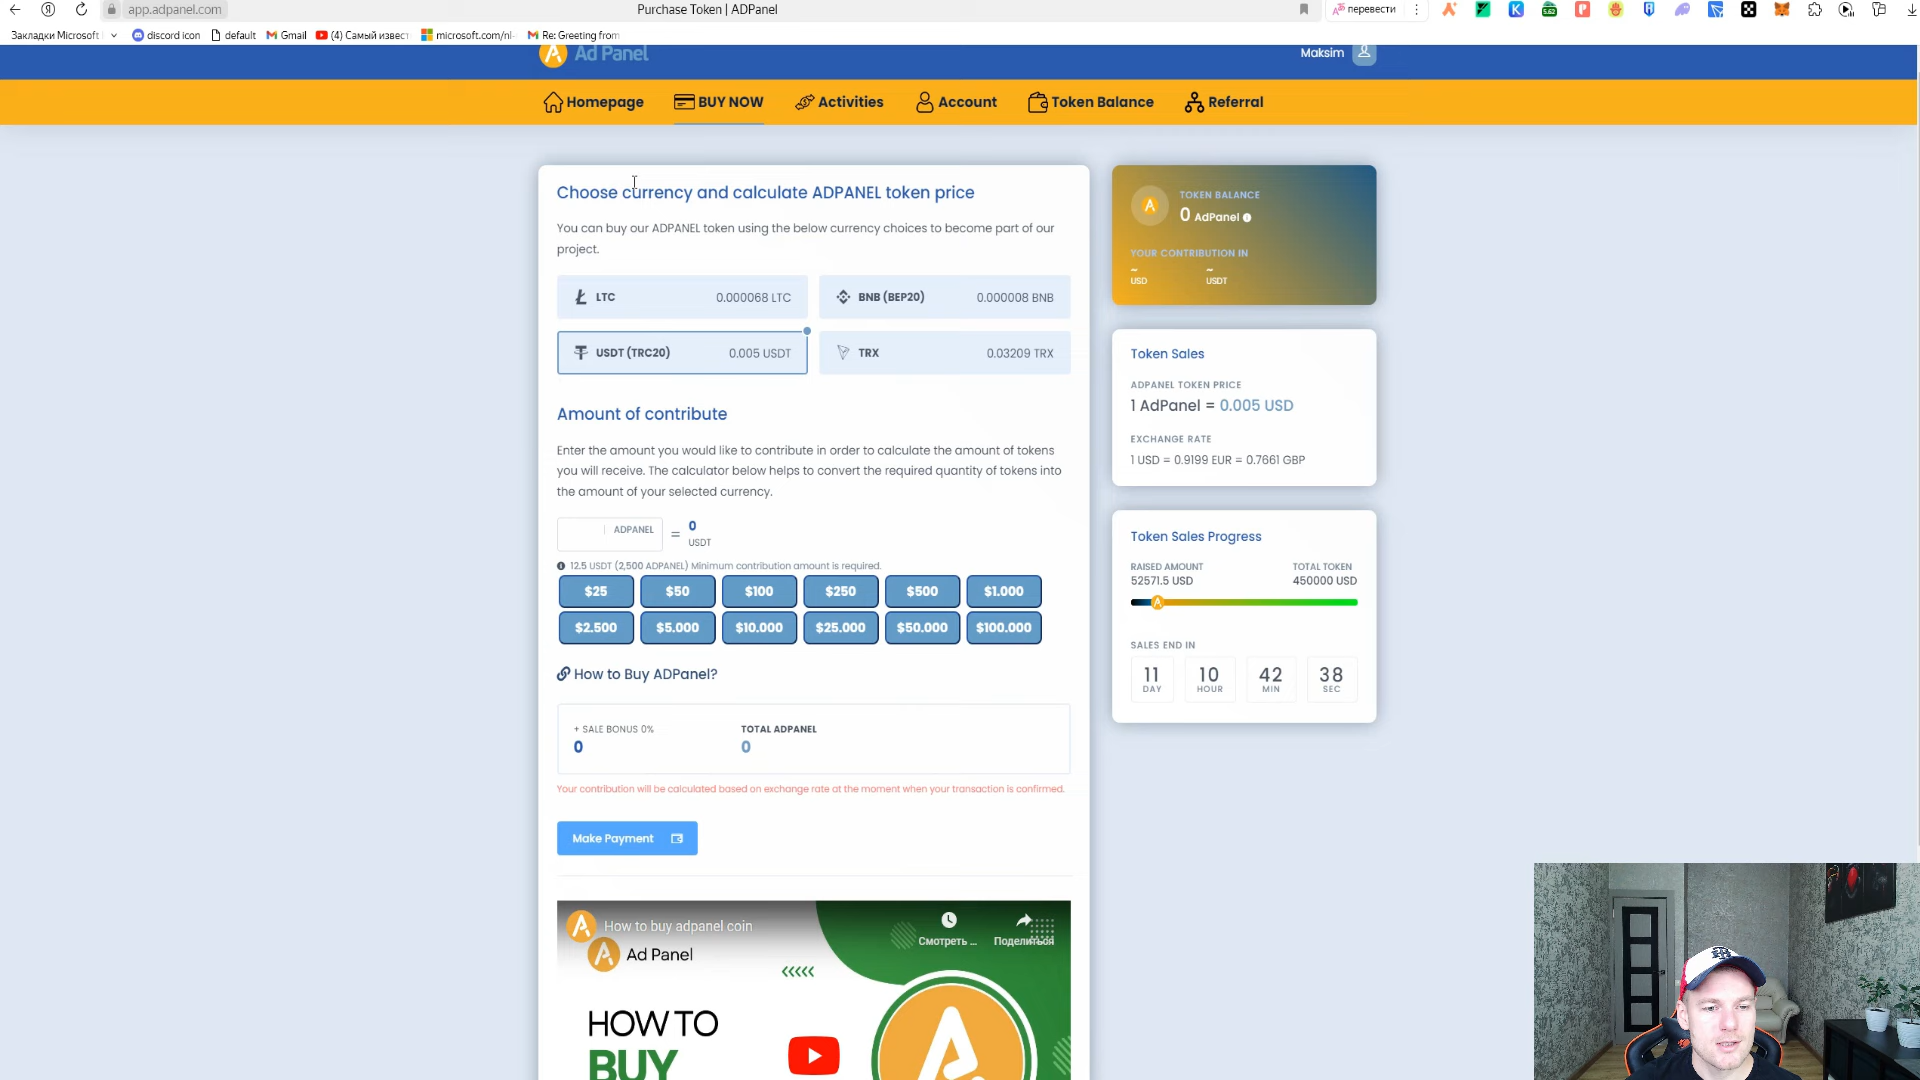 app.adpanel.com
Purchase Token | ADPanel
перевести
5.62
Закладки Microsoft
discord icon
default
Gmail
(4) Самый извест
microsoft.com/nl-
Re: Greeting from
Ad Panel
Maksim
Homepage
BUY NOW
Activities
Account
Token Balance
Referral
Choose currency and calculate ADPANEL token price
You can buy our ADPANEL token using the below currency choices to become part of our
project.
LTC
0.000068 LTC
BNB (BEP20)
0.000008 BNB
USDT (TRC20)
0.005 USDT
TRX
0.03209 TRX
Amount of contribute
Enter the amount you would like to contribute in order to calculate the amount of tokens
you will receive. The calculator below helps to convert the required quantity of tokens into
the amount of your selected currency.
ADPANEL
=
0
USDT
12.5 USDT (2,500 ADPANEL) Minimum contribution amount is required.
$25
$50
$100
$250
$500
$1.000
$2.500
$5.000
$10.000
$25.000
$50.000
$100.000
How to Buy ADPanel?
+ SALE BONUS 0%
0
TOTAL ADPANEL
0
Your contribution will be calculated based on exchange rate at the moment when your transaction is confirmed.
Make Payment
How to buy adpanel coin
Смотреть ...
Поделиться
Ad Panel
HOW TO
BUY
TOKEN BALANCE
0 AdPanel
YOUR CONTRIBUTION IN
~
USD
~
USDT
Token Sales
ADPANEL TOKEN PRICE
1 AdPanel = 0.005 USD
EXCHANGE RATE
1 USD = 0.9199 EUR = 0.7661 GBP
Token Sales Progress
RAISED AMOUNT
52571.5 USD
TOTAL TOKEN
450000 USD
SALES END IN
11
DAY
10
HOUR
42
MIN
38
SEC